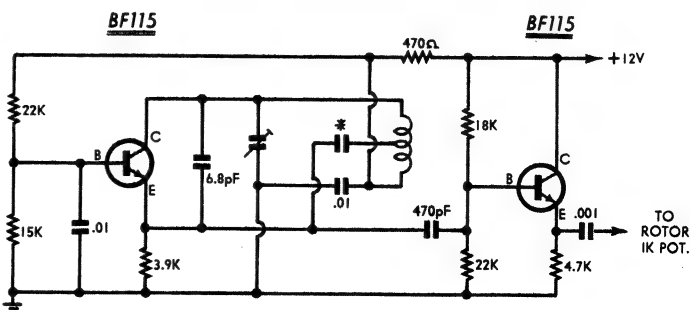 BF115
BF115
470Ω
+12V
22K
B
C
E
6.8pF
*
18K
B
C
E
.01
15K
.01
470pF
.001
TO
ROTOR
IK POT.
3.9K
22K
4.7K